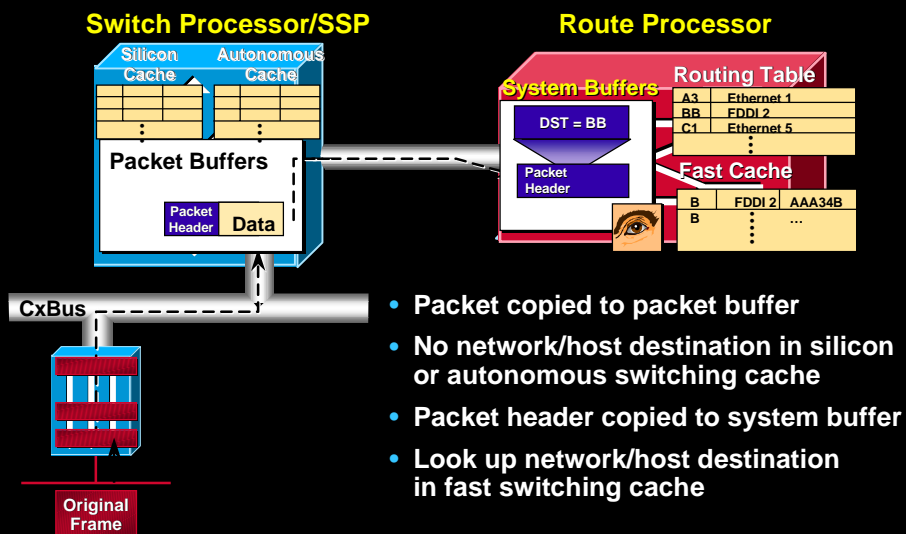 Switch Processor/SSP
Route Processor
Silicon
Cache
Autonomous
Cache
Packet Buffers
Packet
Header
Data
System Buffers
DST = BB
Packet
Header
Routing Table
A3 Ethernet 1
BB FDDI 2
C1 Ethernet 5
Fast Cache
B FDDI 2 AAA34B
B ...
CxBus
Original
Frame
• Packet copied to packet buffer
• No network/host destination in silicon
or autonomous switching cache
• Packet header copied to system buffer
• Look up network/host destination
in fast switching cache